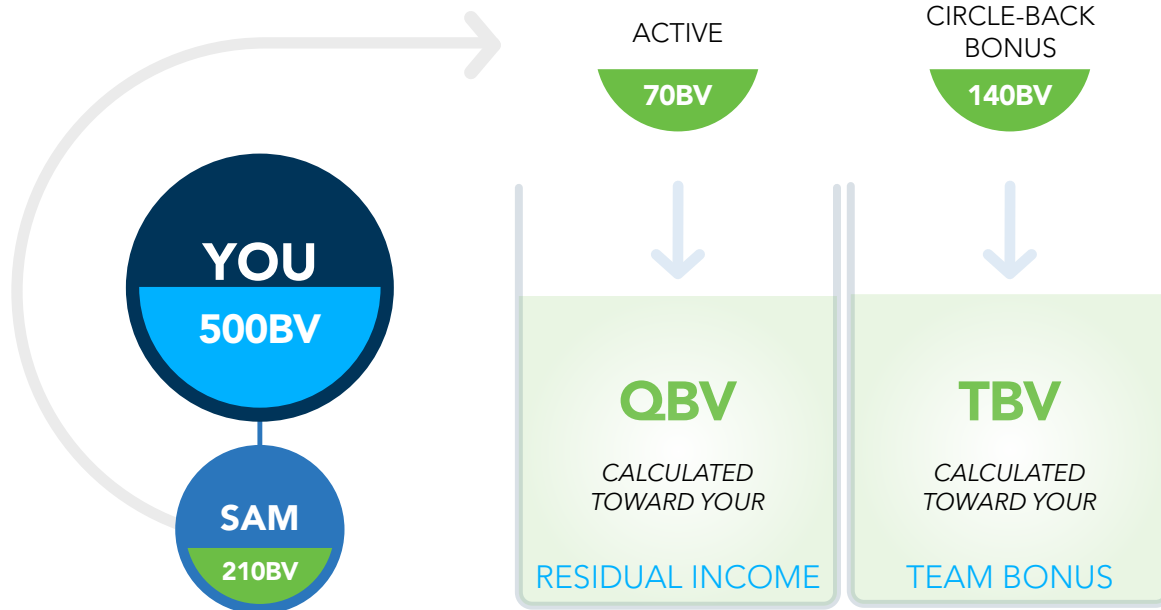 ACTIVE
70BV
CIRCLE-BACK
BONUS
140BV
YOU
500BV
SAM
210BV
QBV
CALCULATED
TOWARD YOUR
RESIDUAL INCOME
TBV
CALCULATED
TOWARD YOUR
TEAM BONUS